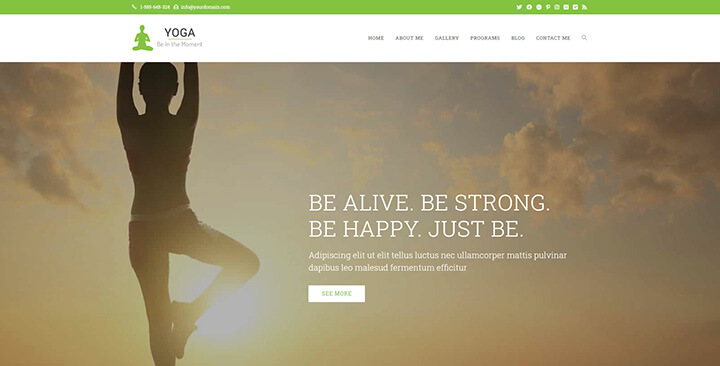 1-555-645-324 info@yourdomain.com
YOGA
Be In the Moment
HOME ABOUT ME GALLERY PROGRAMS BLOG CONTACT ME
BE ALIVE. BE STRONG.
BE HAPPY. JUST BE.
Adipiscing elit ut elit tellus luctus nec ullamcorper mattis pulvinar
dapibus leo malesud fermentum efficitur
SEE MORE